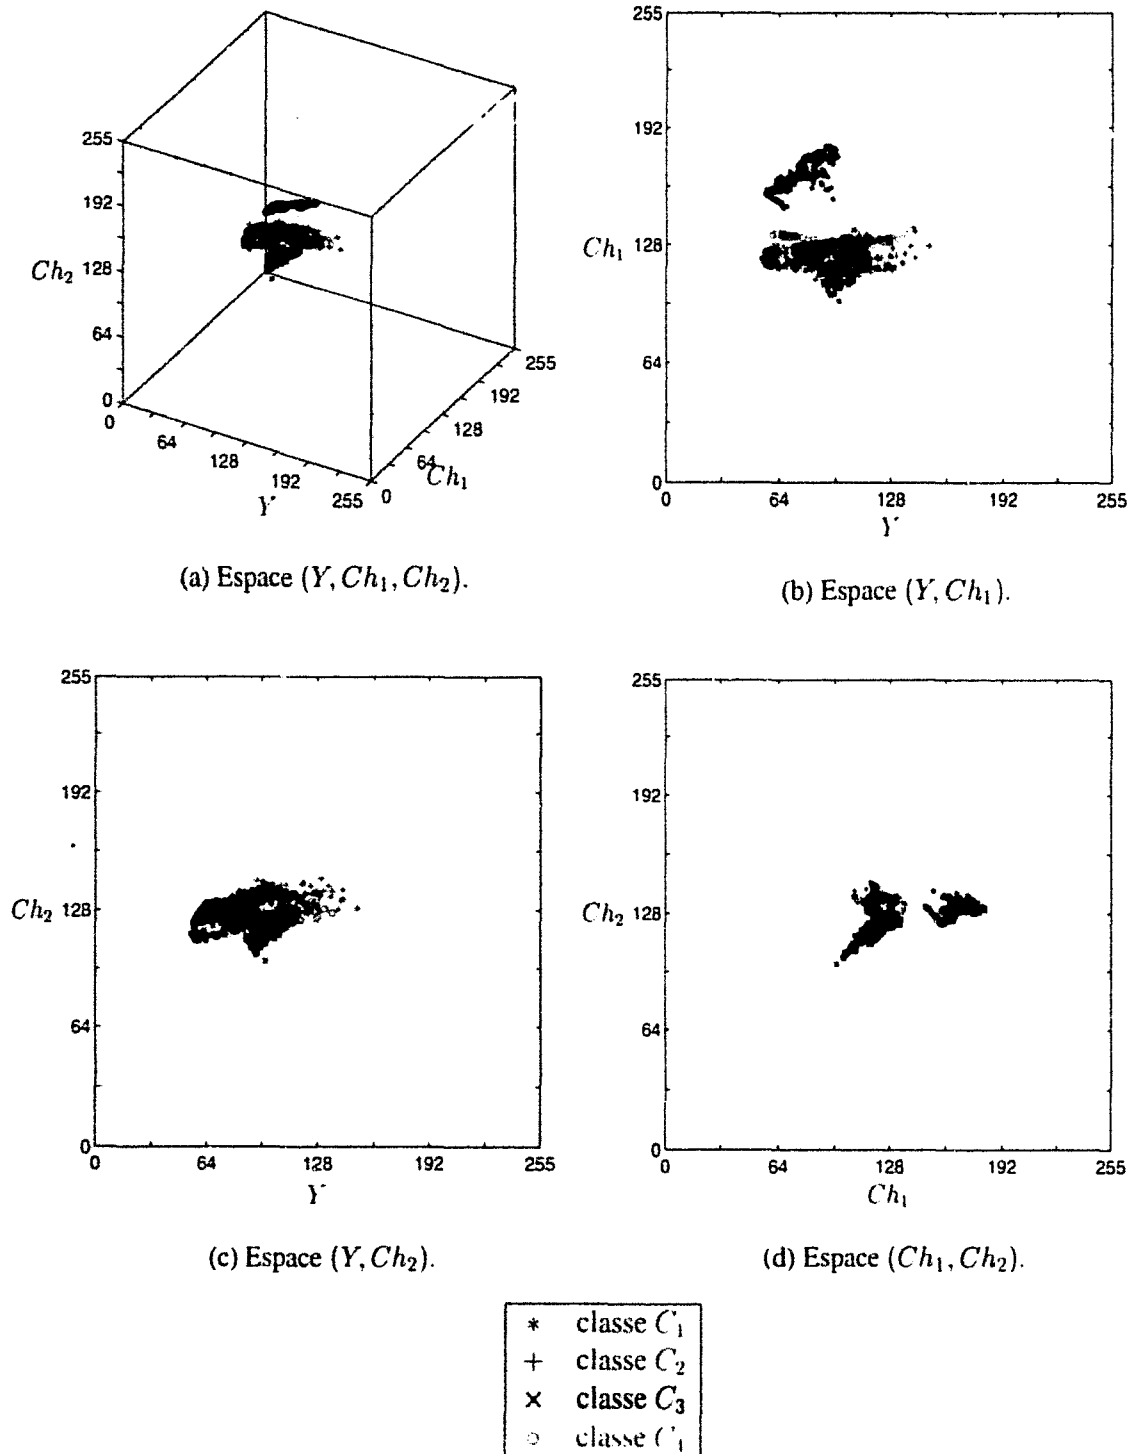 255
192
Ch2 128
64
0
0
64
128
192
255
Y
0
64
128
192
255
Ch1
(a) Espace (Y, Ch1, Ch2).
255
192
Ch1 128
64
0
0 64 128 192 255
Y
(b) Espace (Y, Ch1).
255
192
Ch2 128
64
0
0 64 128 192 255
Y
(c) Espace (Y, Ch2).
255
192
Ch2 128
64
0
0 64 128 192 255
Ch1
(d) Espace (Ch1, Ch2).
* classe C1
+ classe C2
× classe C3
○ classe C